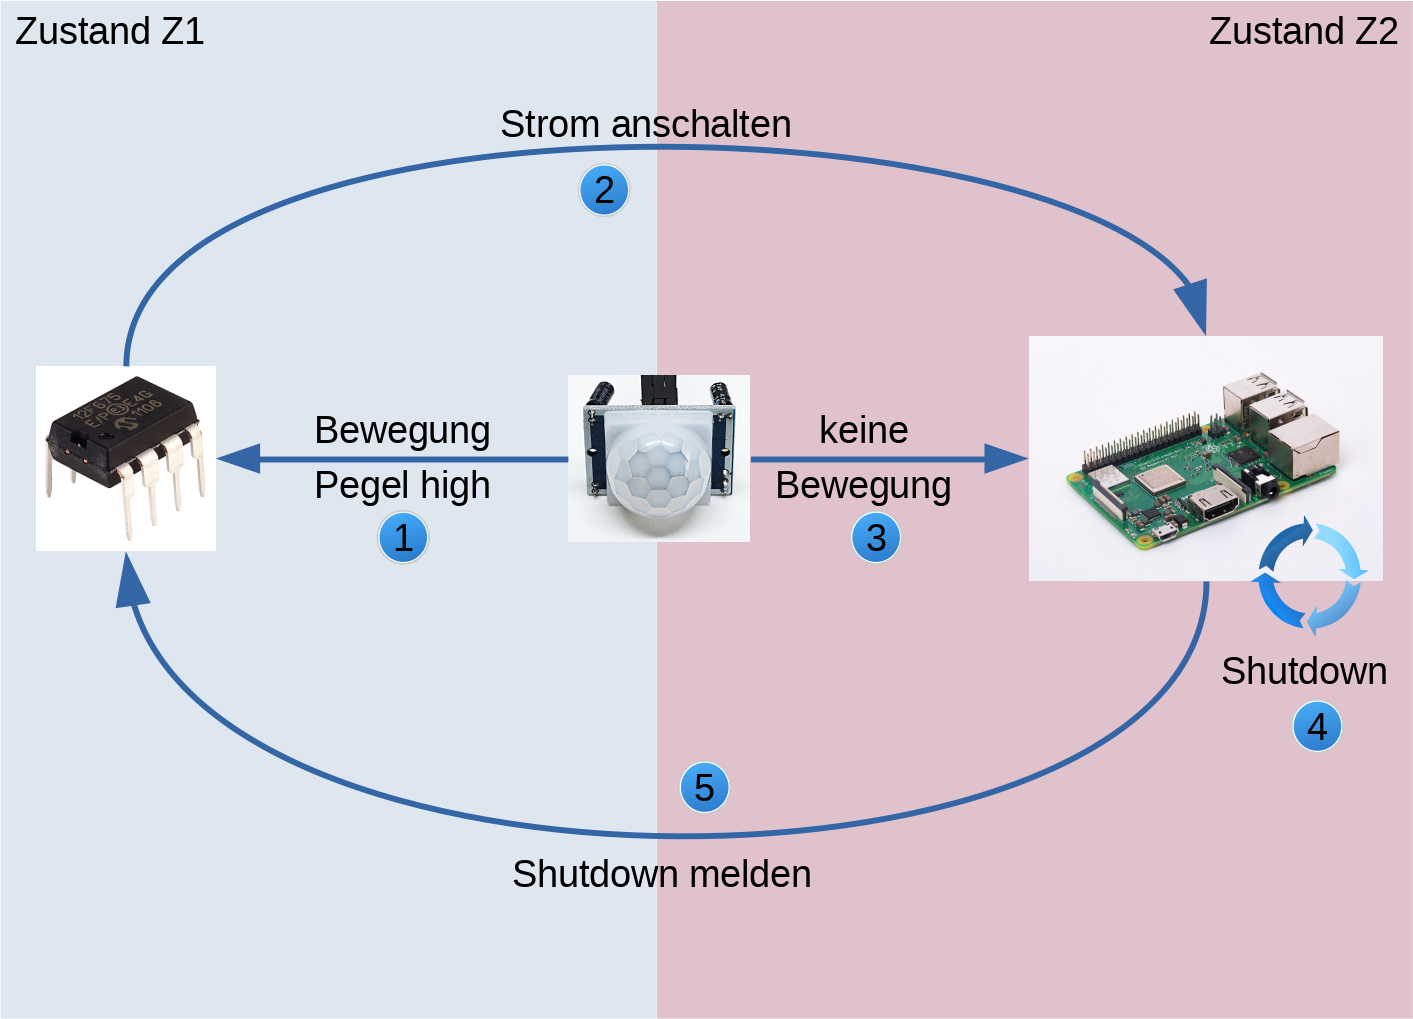 Zustand Z1
Zustand Z2
Strom anschalten
2
12F675
E/P e3 E4G
1108
Bewegung
Pegel high
1
keine
Bewegung
3
Shutdown
4
5
Shutdown melden